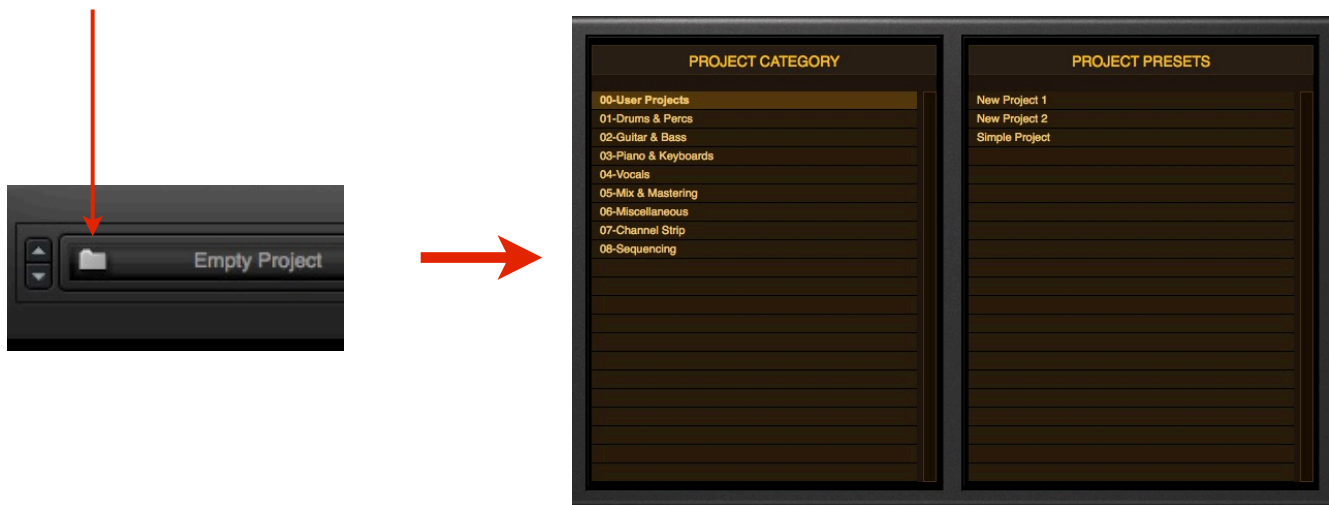 Empty Project
PROJECT CATEGORY
00-User Projects
01-Drums & Percs
02-Guitar & Bass
03-Piano & Keyboards
04-Vocals
05-Mix & Mastering
06-Miscellaneous
07-Channel Strip
08-Sequencing
PROJECT PRESETS
New Project 1
New Project 2
Simple Project